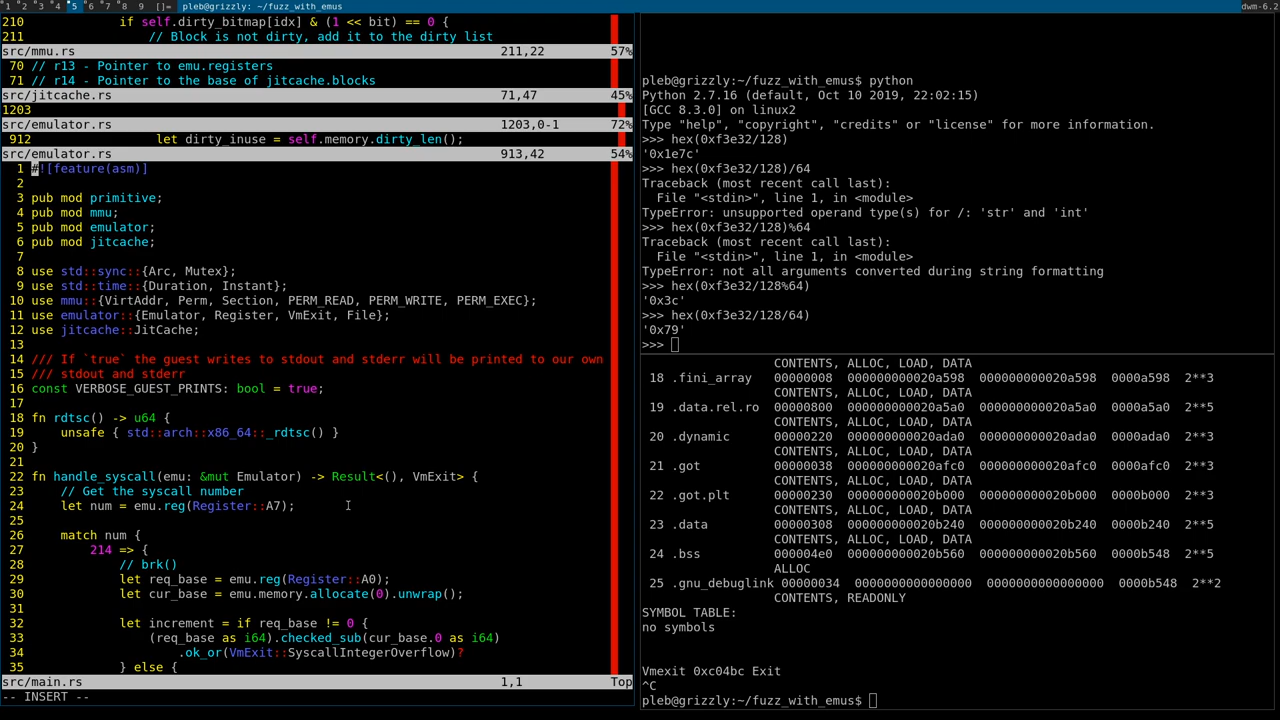 1 2 3 4 5 6 7 8 9 []= pleb@grizzly: ~/fuzz_with_emus dwm-6.2
210             if self.dirty_bitmap[idx] & (1 << bit) == 0 {
211                 // Block is not dirty, add it to the dirty list
src/mmu.rs 211,22 57%
70 // r13 - Pointer to emu.registers
71 // r14 - Pointer to the base of jitcache.blocks
src/jitcache.rs 71,47 45%
1203
src/emulator.rs 1203,0-1 72%
912                 let dirty_inuse = self.memory.dirty_len();
src/emulator.rs 913,42 54%
1 #![feature(asm)]
2
3 pub mod primitive;
4 pub mod mmu;
5 pub mod emulator;
6 pub mod jitcache;
7
8 use std::sync::{Arc, Mutex};
9 use std::time::{Duration, Instant};
10 use mmu::{VirtAddr, Perm, Section, PERM_READ, PERM_WRITE, PERM_EXEC};
11 use emulator::{Emulator, Register, VmExit, File};
12 use jitcache::JitCache;
13
14 /// If `true` the guest writes to stdout and stderr will be printed to our own
15 /// stdout and stderr
16 const VERBOSE_GUEST_PRINTS: bool = true;
17
18 fn rdtsc() -> u64 {
19     unsafe { std::arch::x86_64::_rdtsc() }
20 }
21
22 fn handle_syscall(emu: &mut Emulator) -> Result<(), VmExit> {
23     // Get the syscall number
24     let num = emu.reg(Register::A7);
25
26     match num {
27         214 => {
28             // brk()
29             let req_base = emu.reg(Register::A0);
30             let cur_base = emu.memory.allocate(0).unwrap();
31
32             let increment = if req_base != 0 {
33                 (req_base as i64).checked_sub(cur_base.0 as i64)
34                     .ok_or(VmExit::SyscallIntegerOverflow)?
35             } else {
src/main.rs 1,1 Top
-- INSERT --
pleb@grizzly:~/fuzz_with_emus$ python
Python 2.7.16 (default, Oct 10 2019, 22:02:15)
[GCC 8.3.0] on linux2
Type "help", "copyright", "credits" or "license" for more information.
>>> hex(0xf3e32/128)
'0x1e7c'
>>> hex(0xf3e32/128)/64
Traceback (most recent call last):
  File "<stdin>", line 1, in <module>
TypeError: unsupported operand type(s) for /: 'str' and 'int'
>>> hex(0xf3e32/128)%64
Traceback (most recent call last):
  File "<stdin>", line 1, in <module>
TypeError: not all arguments converted during string formatting
>>> hex(0xf3e32/128%64)
'0x3c'
>>> hex(0xf3e32/128/64)
'0x79'
>>>
                  CONTENTS, ALLOC, LOAD, DATA
 18 .fini_array   00000008  000000000020a598  000000000020a598  0000a598  2**3
                  CONTENTS, ALLOC, LOAD, DATA
 19 .data.rel.ro  00000800  000000000020a5a0  000000000020a5a0  0000a5a0  2**5
                  CONTENTS, ALLOC, LOAD, DATA
 20 .dynamic      00000220  000000000020ada0  000000000020ada0  0000ada0  2**3
                  CONTENTS, ALLOC, LOAD, DATA
 21 .got          00000038  000000000020afc0  000000000020afc0  0000afc0  2**3
                  CONTENTS, ALLOC, LOAD, DATA
 22 .got.plt      00000230  000000000020b000  000000000020b000  0000b000  2**3
                  CONTENTS, ALLOC, LOAD, DATA
 23 .data         00000308  000000000020b240  000000000020b240  0000b240  2**5
                  CONTENTS, ALLOC, LOAD, DATA
 24 .bss          000004e0  000000000020b560  000000000020b560  0000b548  2**5
                  ALLOC
 25 .gnu_debuglink 00000034  0000000000000000  0000000000000000  0000b548  2**2
                  CONTENTS, READONLY
SYMBOL TABLE:
no symbols
Vmexit 0xc04bc Exit
^C
pleb@grizzly:~/fuzz_with_emus$